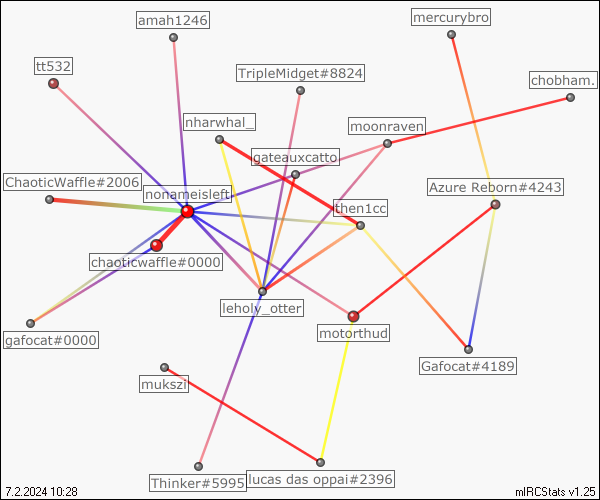 amah1246
mercurybro
tt532
TripleMidget#8824
chobham.
nharwhal_
moonraven
gateauxcatto
ChaoticWaffle#2006
nonameisleft
Azure Reborn#4243
then1cc
chaoticwaffle#0000
leholy_otter
gafocat#0000
motorthud
Gafocat#4189
mukszi
Thinker#5995
lucas das oppai#2396
7.2.2024 10:28
mIRCStats v1.25